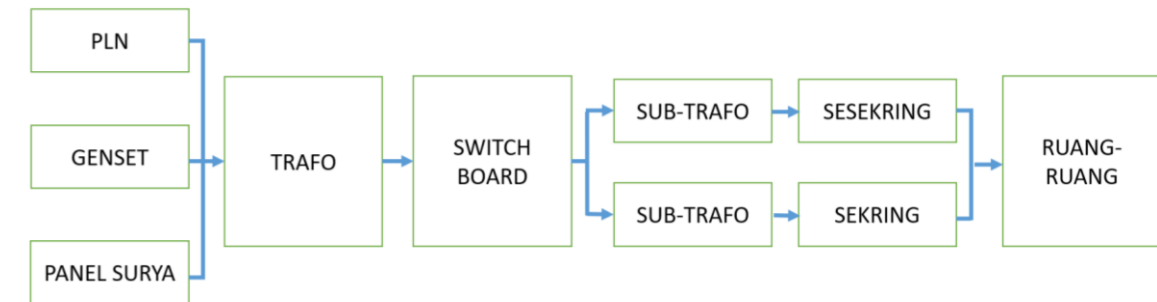 PLN
GENSET
PANEL SURYA
TRAFO
SWITCH
BOARD
SUB-TRAFO
SESEKRING
SUB-TRAFO
SEKRING
RUANG-
RUANG